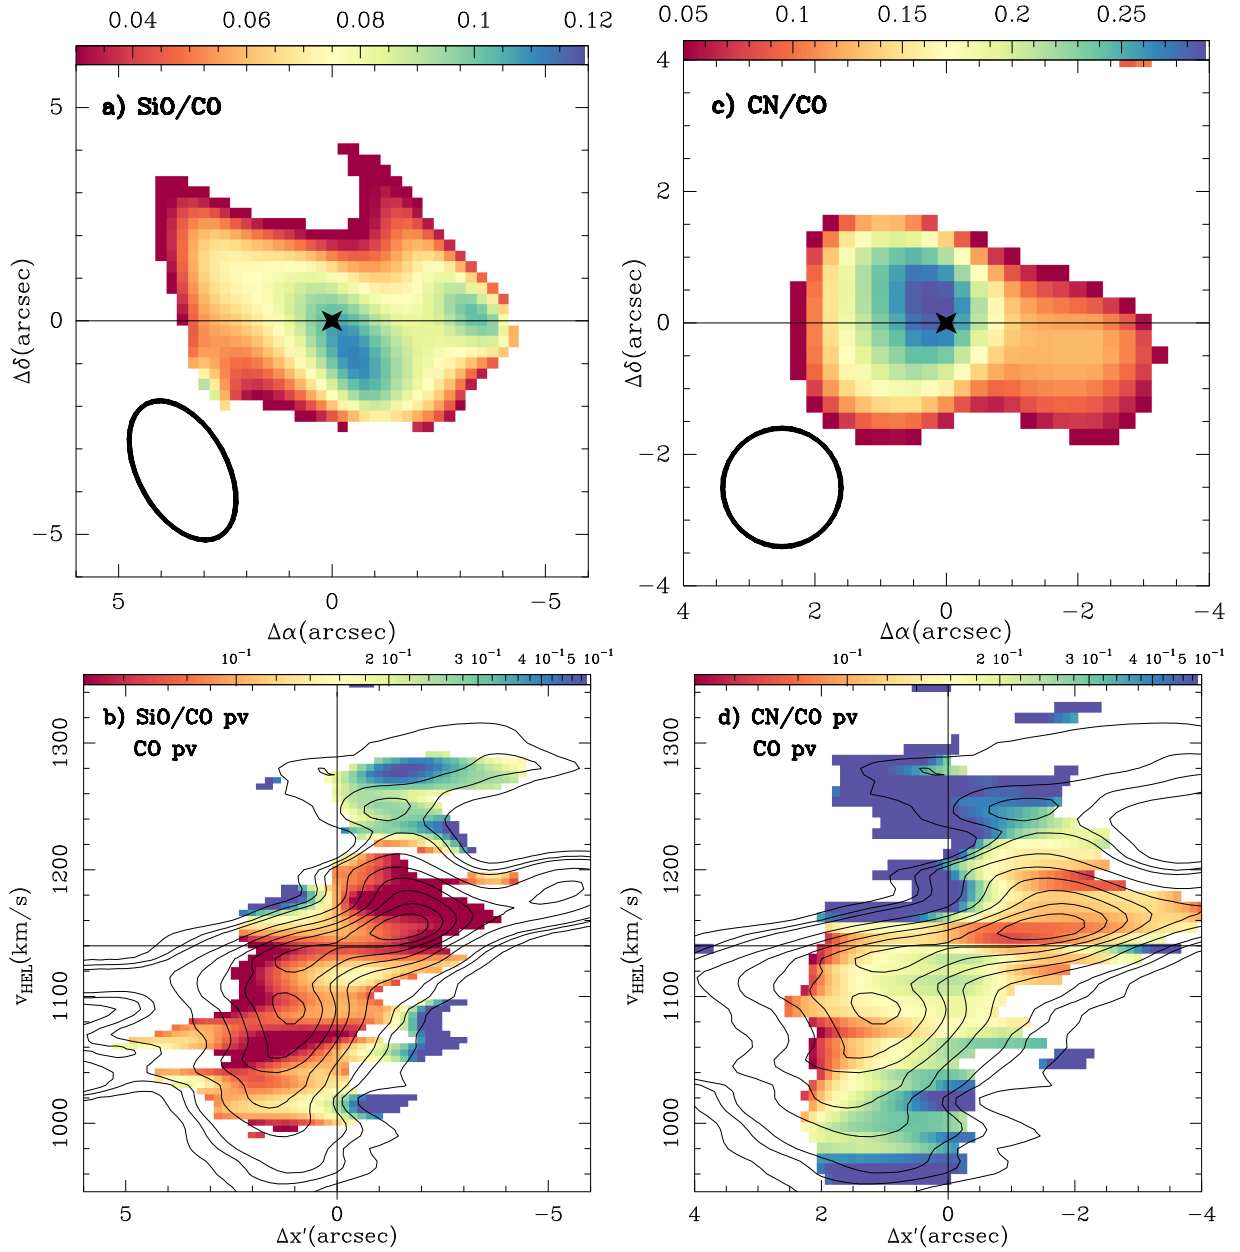 0.04 0.06 0.08 0.1 0.12
a) SiO/CO
5
0
−5
Δδ(arcsec)
5 0 −5
Δα(arcsec)
0.05 0.1 0.15 0.2 0.25
c) CN/CO
4
2
0
−2
−4
Δδ(arcsec)
4 2 0 −2 −4
Δα(arcsec)
10⁻¹ 2 10⁻¹ 3 10⁻¹ 4 10⁻¹ 5 10⁻¹
b) SiO/CO pv
CO pv
1300
1200
1100
1000
v_HEL(km/s)
5 0 −5
Δx'(arcsec)
10⁻¹ 2 10⁻¹ 3 10⁻¹ 4 10⁻¹ 5 10⁻¹
d) CN/CO pv
CO pv
1300
1200
1100
1000
v_HEL(km/s)
4 2 0 −2 −4
Δx'(arcsec)